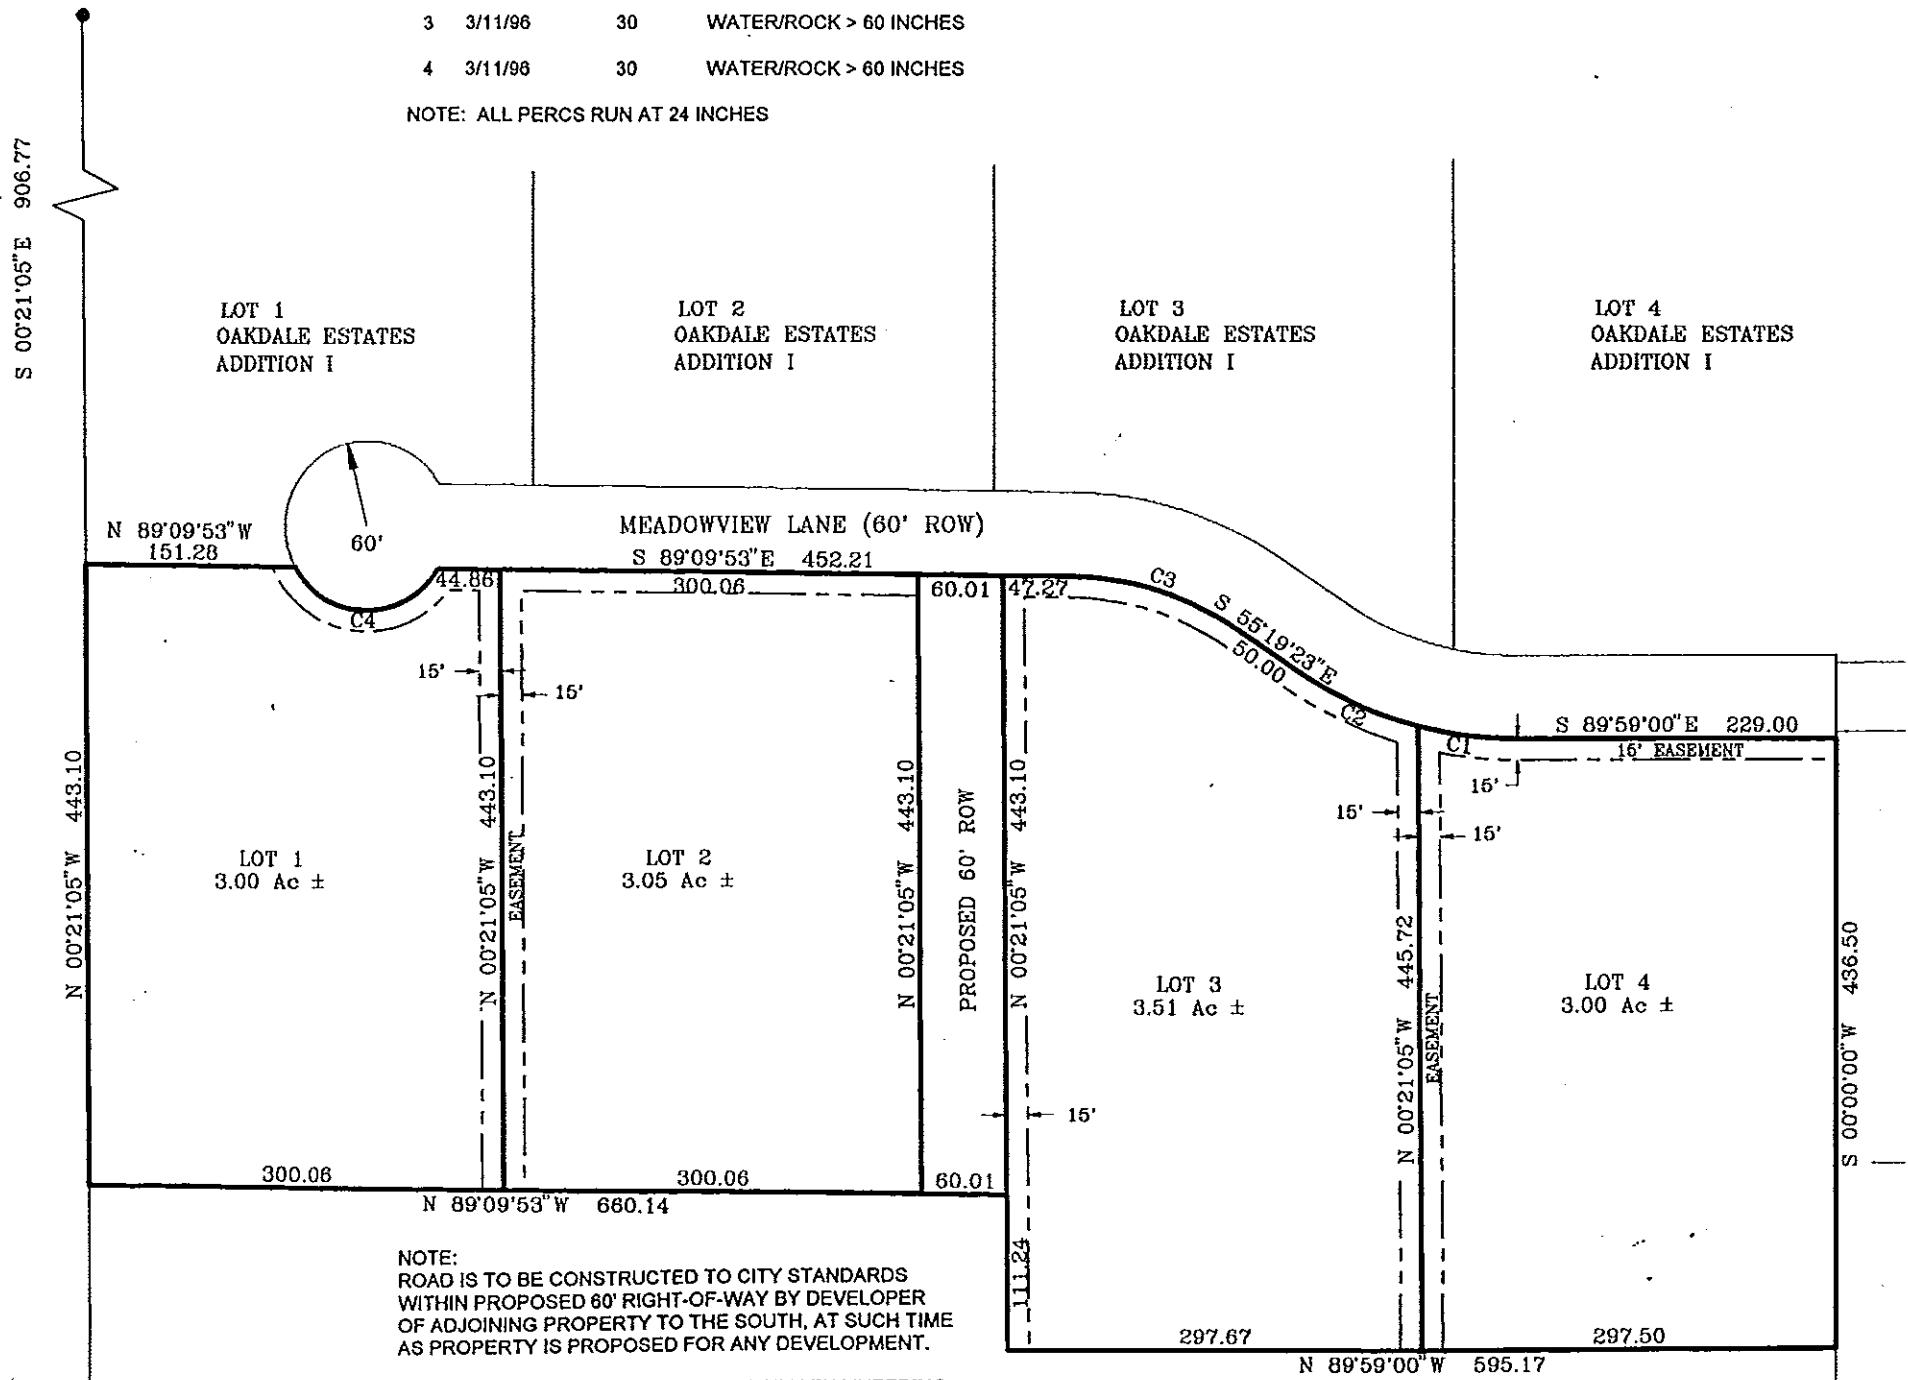 3 3/11/96 30 WATER/ROCK > 60 INCHES
4 3/11/96 30 WATER/ROCK > 60 INCHES
NOTE: ALL PERCS RUN AT 24 INCHES
S 00°21'05"E 906.77
LOT 1
OAKDALE ESTATES
ADDITION I
LOT 2
OAKDALE ESTATES
ADDITION I
LOT 3
OAKDALE ESTATES
ADDITION I
LOT 4
OAKDALE ESTATES
ADDITION I
N 89°09'53"W
151.28
60'
MEADOWVIEW LANE (60' ROW)
S 89°09'53"E 452.21
44.86
300.06
60.01
47.27
C3
S 55°19'23"E
50.00
C2
C1
C4
S 89°59'00"E 229.00
15' EASEMENT
15'
15'
15'
15'
15'
N 00°21'05"W 443.10
LOT 1
3.00 Ac ±
N 00°21'05"W 443.10
EASEMENT
LOT 2
3.05 Ac ±
N 00°21'05"W 443.10
PROPOSED 60' ROW
N 00°21'05"W 443.10
LOT 3
3.51 Ac ±
N 00°21'05"W 445.72
EASEMENT
LOT 4
3.00 Ac ±
S 00°00'00"W 436.50
15'
300.06
300.06
60.01
N 89°09'53"W 660.14
111.24
297.67
297.50
N 89°59'00"W 595.17
NOTE:
ROAD IS TO BE CONSTRUCTED TO CITY STANDARDS
WITHIN PROPOSED 60' RIGHT-OF-WAY BY DEVELOPER
OF ADJOINING PROPERTY TO THE SOUTH, AT SUCH TIME
AS PROPERTY IS PROPOSED FOR ANY DEVELOPMENT.